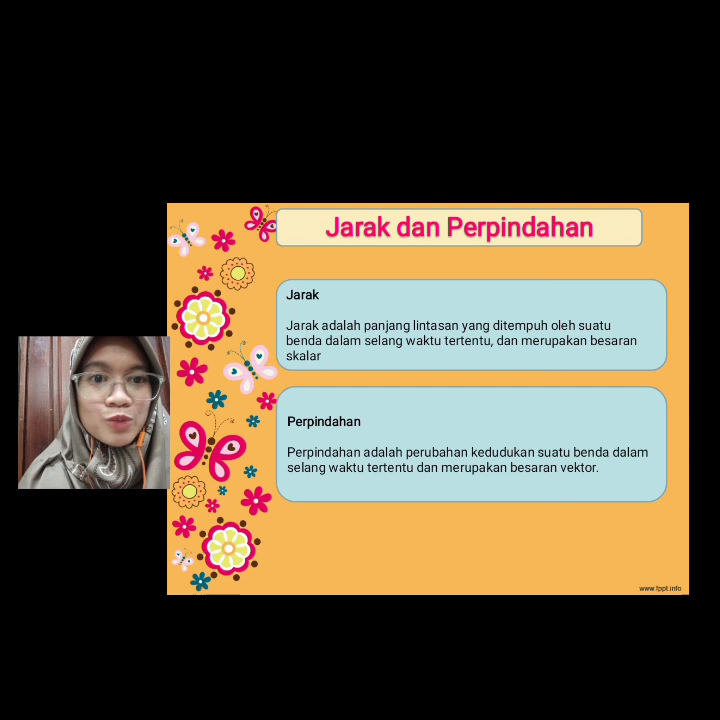 Jarak dan Perpindahan
Jarak
Jarak adalah panjang lintasan yang ditempuh oleh suatu
benda dalam selang waktu tertentu, dan merupakan besaran
skalar
Perpindahan
Perpindahan adalah perubahan kedudukan suatu benda dalam
selang waktu tertentu dan merupakan besaran vektor.
www.fppt.info